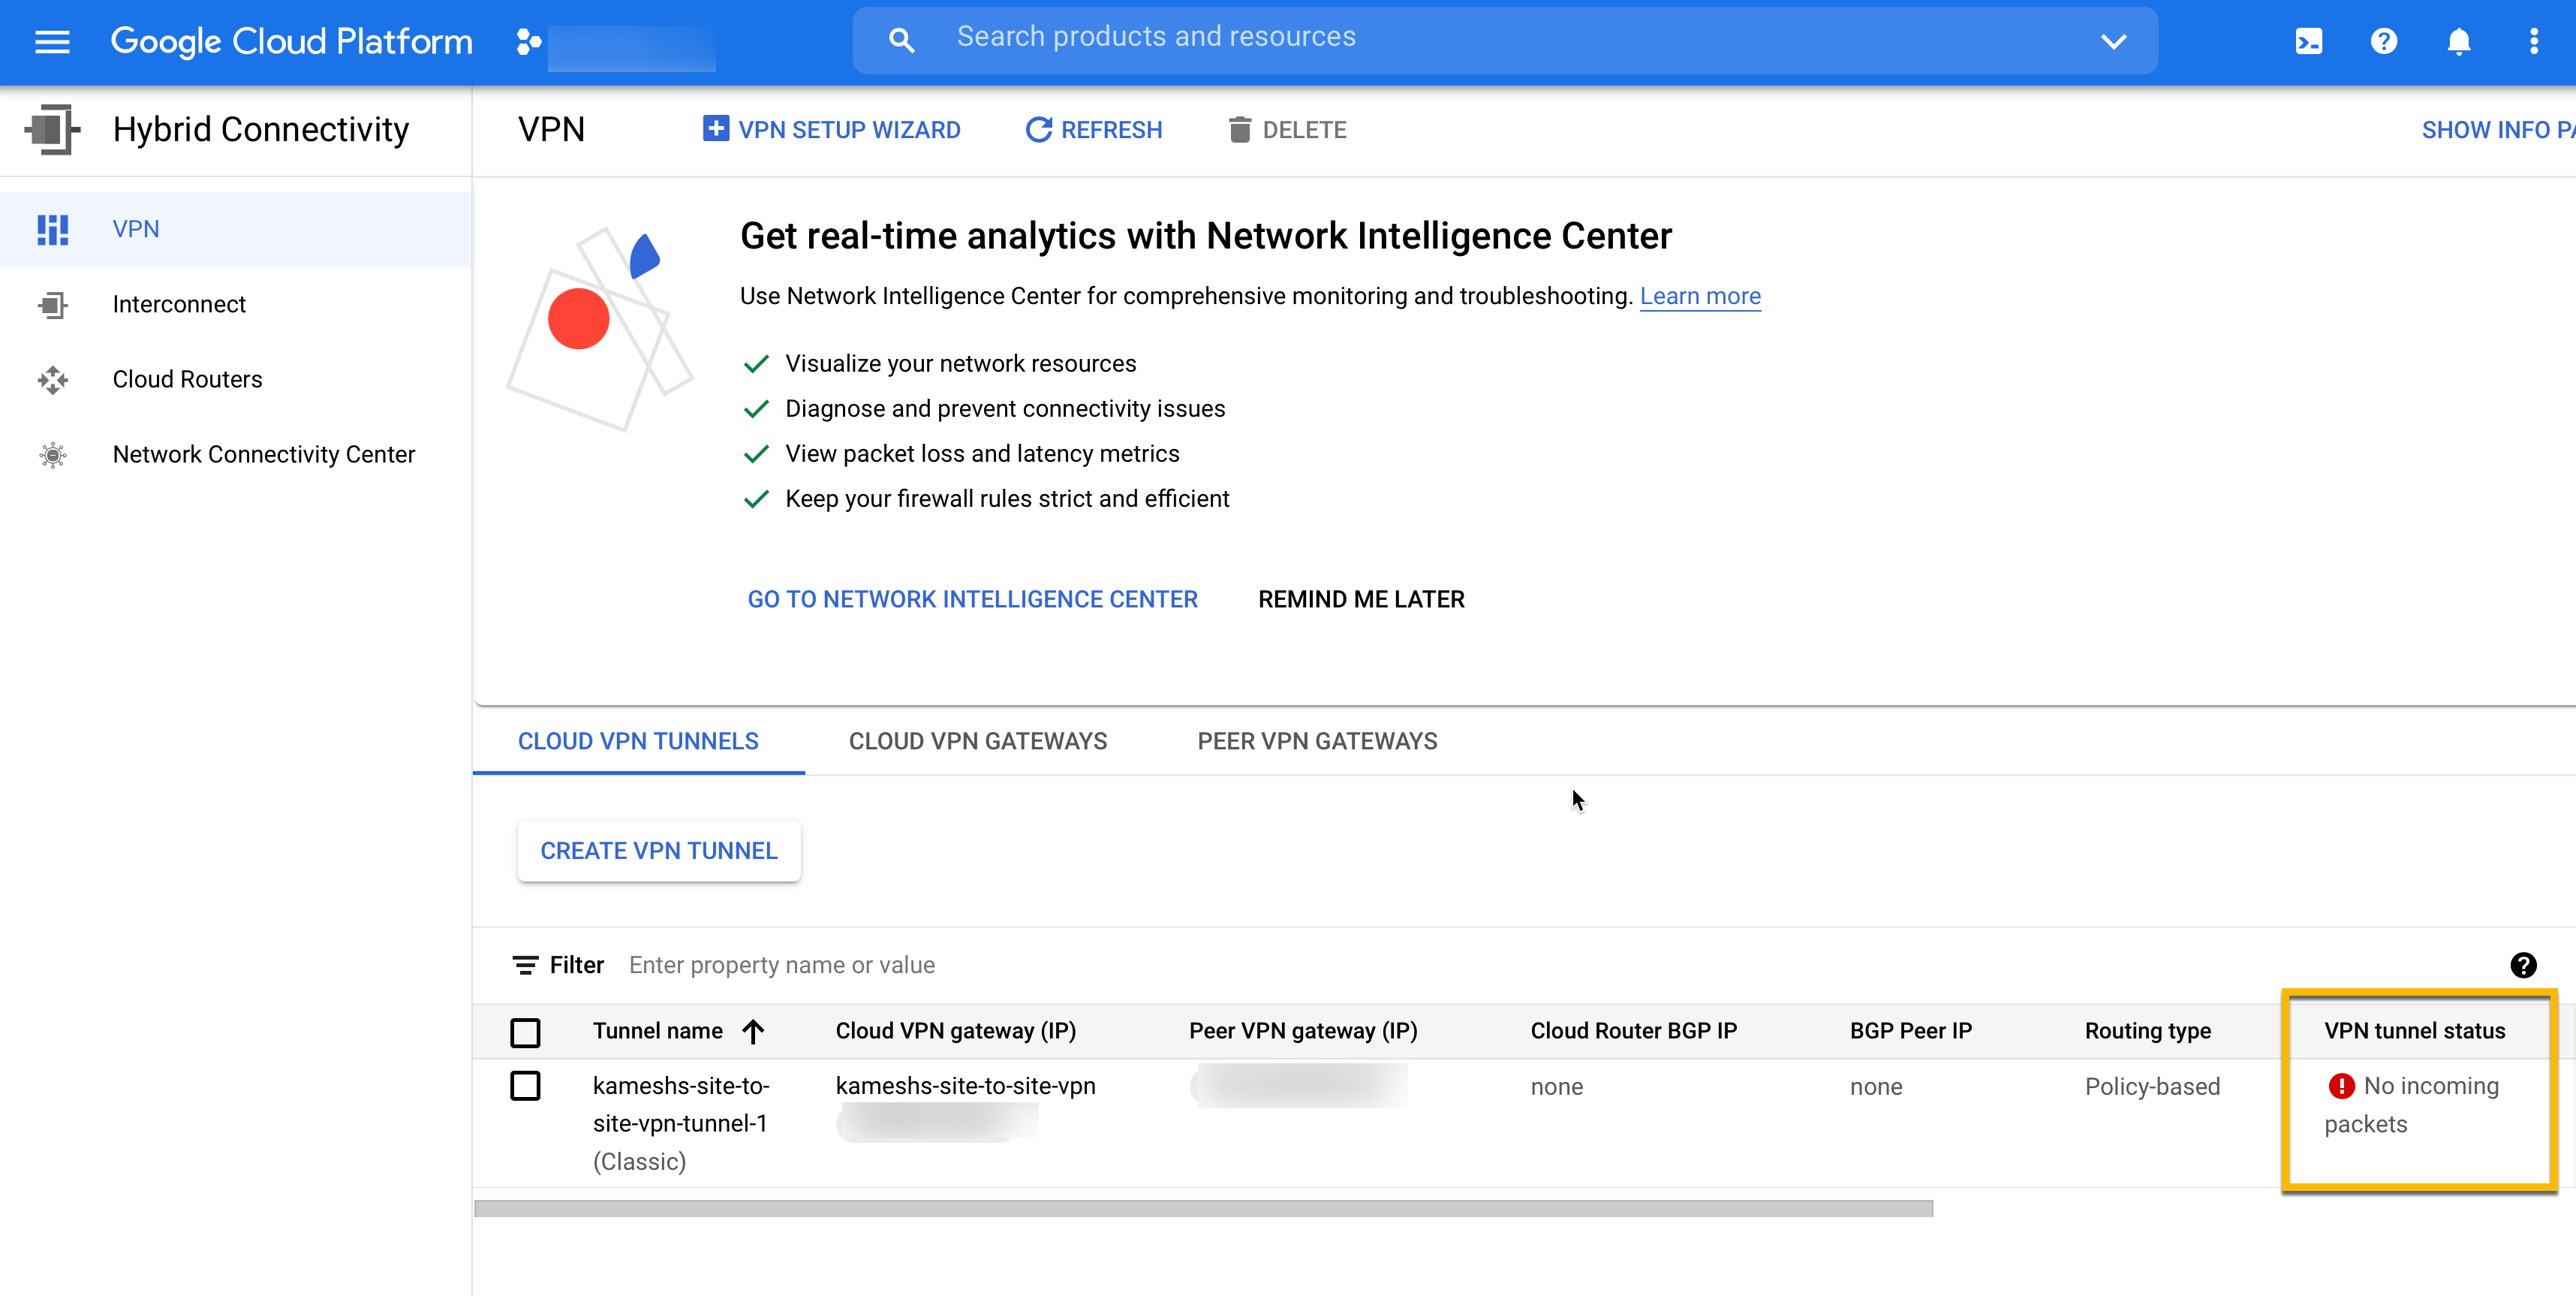 Google Cloud Platform
Search products and resources
Hybrid Connectivity
VPN
VPN SETUP WIZARD
REFRESH
DELETE
SHOW INFO PA
VPN
Interconnect
Cloud Routers
Network Connectivity Center
Get real-time analytics with Network Intelligence Center
Use Network Intelligence Center for comprehensive monitoring and troubleshooting. Learn more
Visualize your network resources
Diagnose and prevent connectivity issues
View packet loss and latency metrics
Keep your firewall rules strict and efficient
GO TO NETWORK INTELLIGENCE CENTER
REMIND ME LATER
CLOUD VPN TUNNELS
CLOUD VPN GATEWAYS
PEER VPN GATEWAYS
CREATE VPN TUNNEL
Filter Enter property name or value
Tunnel name Cloud VPN gateway (IP) Peer VPN gateway (IP) Cloud Router BGP IP BGP Peer IP Routing type VPN tunnel status
kameshs-site-to- kameshs-site-to-site-vpn none none Policy-based No incoming
site-vpn-tunnel-1 packets
(Classic)